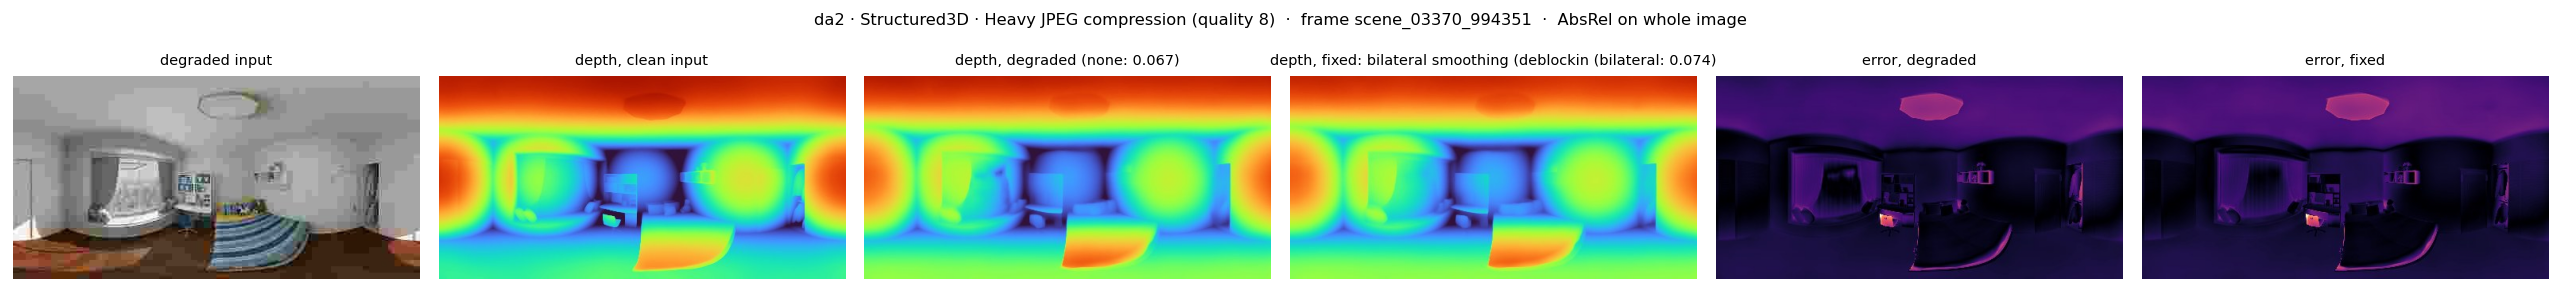 da2 · Structured3D · Heavy JPEG compression (quality 8) · frame scene_03370_994351 · AbsRel on whole image
degraded input
depth, clean input
depth, degraded (none: 0.067)
depth, fixed: bilateral smoothing (deblockin (bilateral: 0.074)
error, degraded
error, fixed